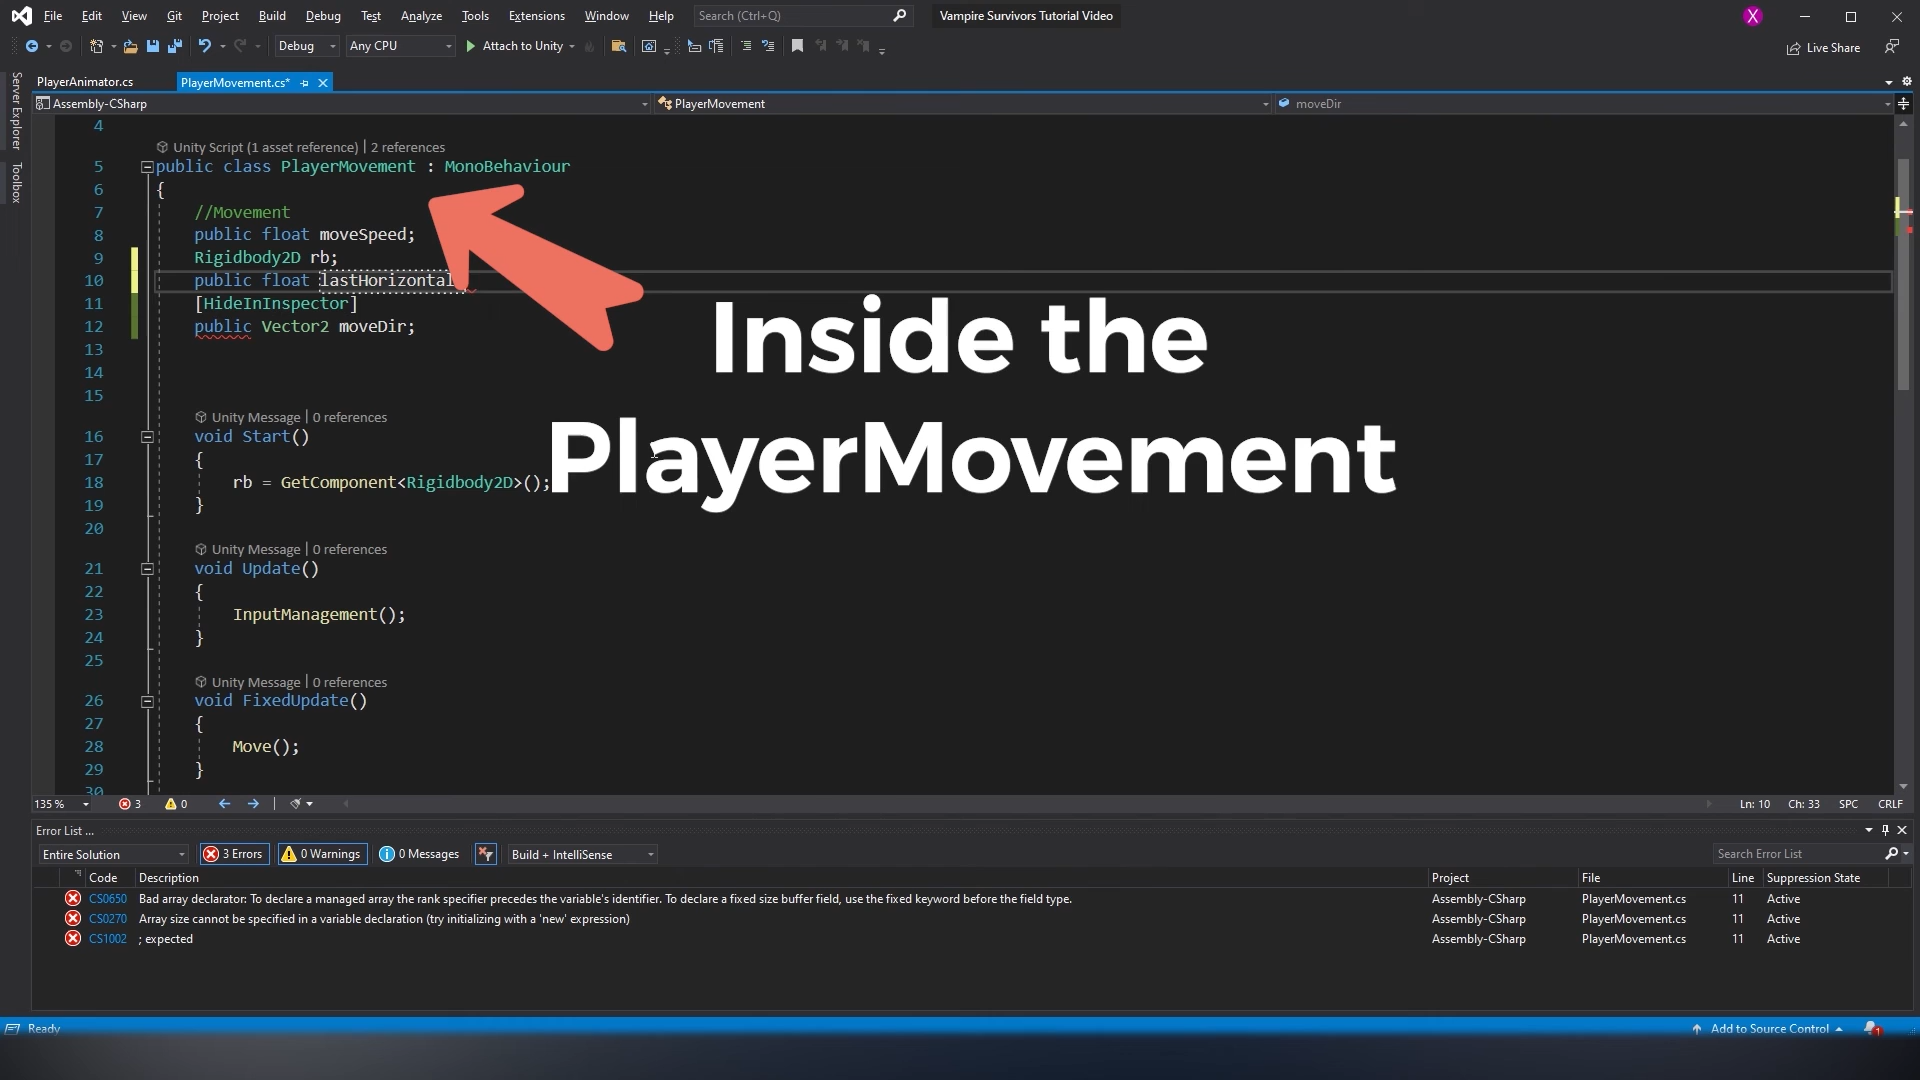 File Edit View Git Project Build Debug Test Analyze Tools Extensions Window Help Search (Ctrl+Q) Vampire Survivors Tutorial Video X
Debug Any CPU Attach to Unity Live Share
Server Explorer
Toolbox
PlayerAnimator.cs PlayerMovement.cs*
Assembly-CSharp PlayerMovement moveDir
4
Unity Script (1 asset reference) | 2 references
5 public class PlayerMovement : MonoBehaviour
6 {
7 //Movement
8 public float moveSpeed;
9 Rigidbody2D rb;
10 public float lastHorizontal
11 [HideInInspector]
12 public Vector2 moveDir;
13
14
15
Inside the
PlayerMovement
Unity Message | 0 references
16 void Start()
17 {
18 rb = GetComponent<Rigidbody2D>();
19 }
20
Unity Message | 0 references
21 void Update()
22 {
23 InputManagement();
24 }
25
Unity Message | 0 references
26 void FixedUpdate()
27 {
28 Move();
29 }
30
135 % 3 0 Ln: 10 Ch: 33 SPC CRLF
Error List ...
Entire Solution 3 Errors 0 Warnings 0 Messages Build + IntelliSense Search Error List
Code Description Project File Line Suppression State
CS0650 Bad array declarator: To declare a managed array the rank specifier precedes the variable's identifier. To declare a fixed size buffer field, use the fixed keyword before the field type. Assembly-CSharp PlayerMovement.cs 11 Active
CS0270 Array size cannot be specified in a variable declaration (try initializing with a 'new' expression) Assembly-CSharp PlayerMovement.cs 11 Active
CS1002 ; expected Assembly-CSharp PlayerMovement.cs 11 Active
Ready Add to Source Control 1